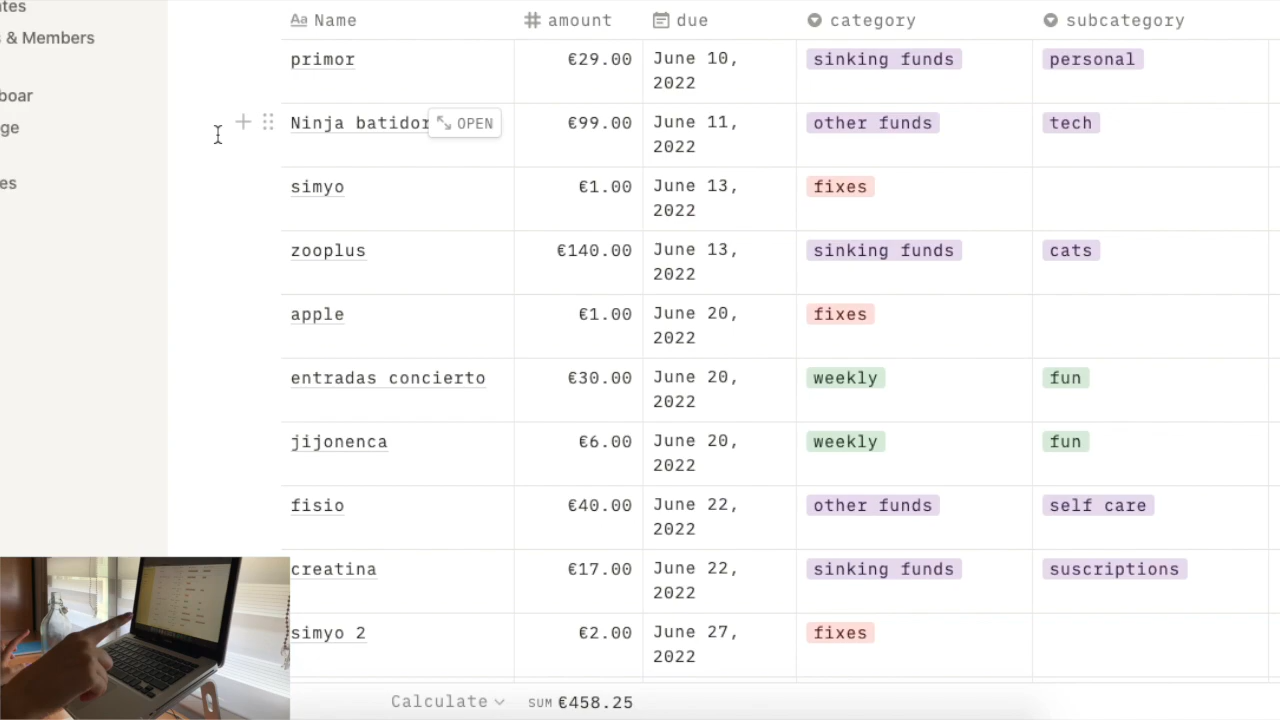 & Members
Name amount due category subcategory
primor €29.00 June 10, 2022 sinking funds personal
Ninja batidor OPEN €99.00 June 11, 2022 other funds tech
simyo €1.00 June 13, 2022 fixes
zooplus €140.00 June 13, 2022 sinking funds cats
apple €1.00 June 20, 2022 fixes
entradas concierto €30.00 June 20, 2022 weekly fun
jijonenca €6.00 June 20, 2022 weekly fun
fisio €40.00 June 22, 2022 other funds self care
creatina €17.00 June 22, 2022 sinking funds suscriptions
simyo 2 €2.00 June 27, 2022 fixes
Calculate SUM €458.25